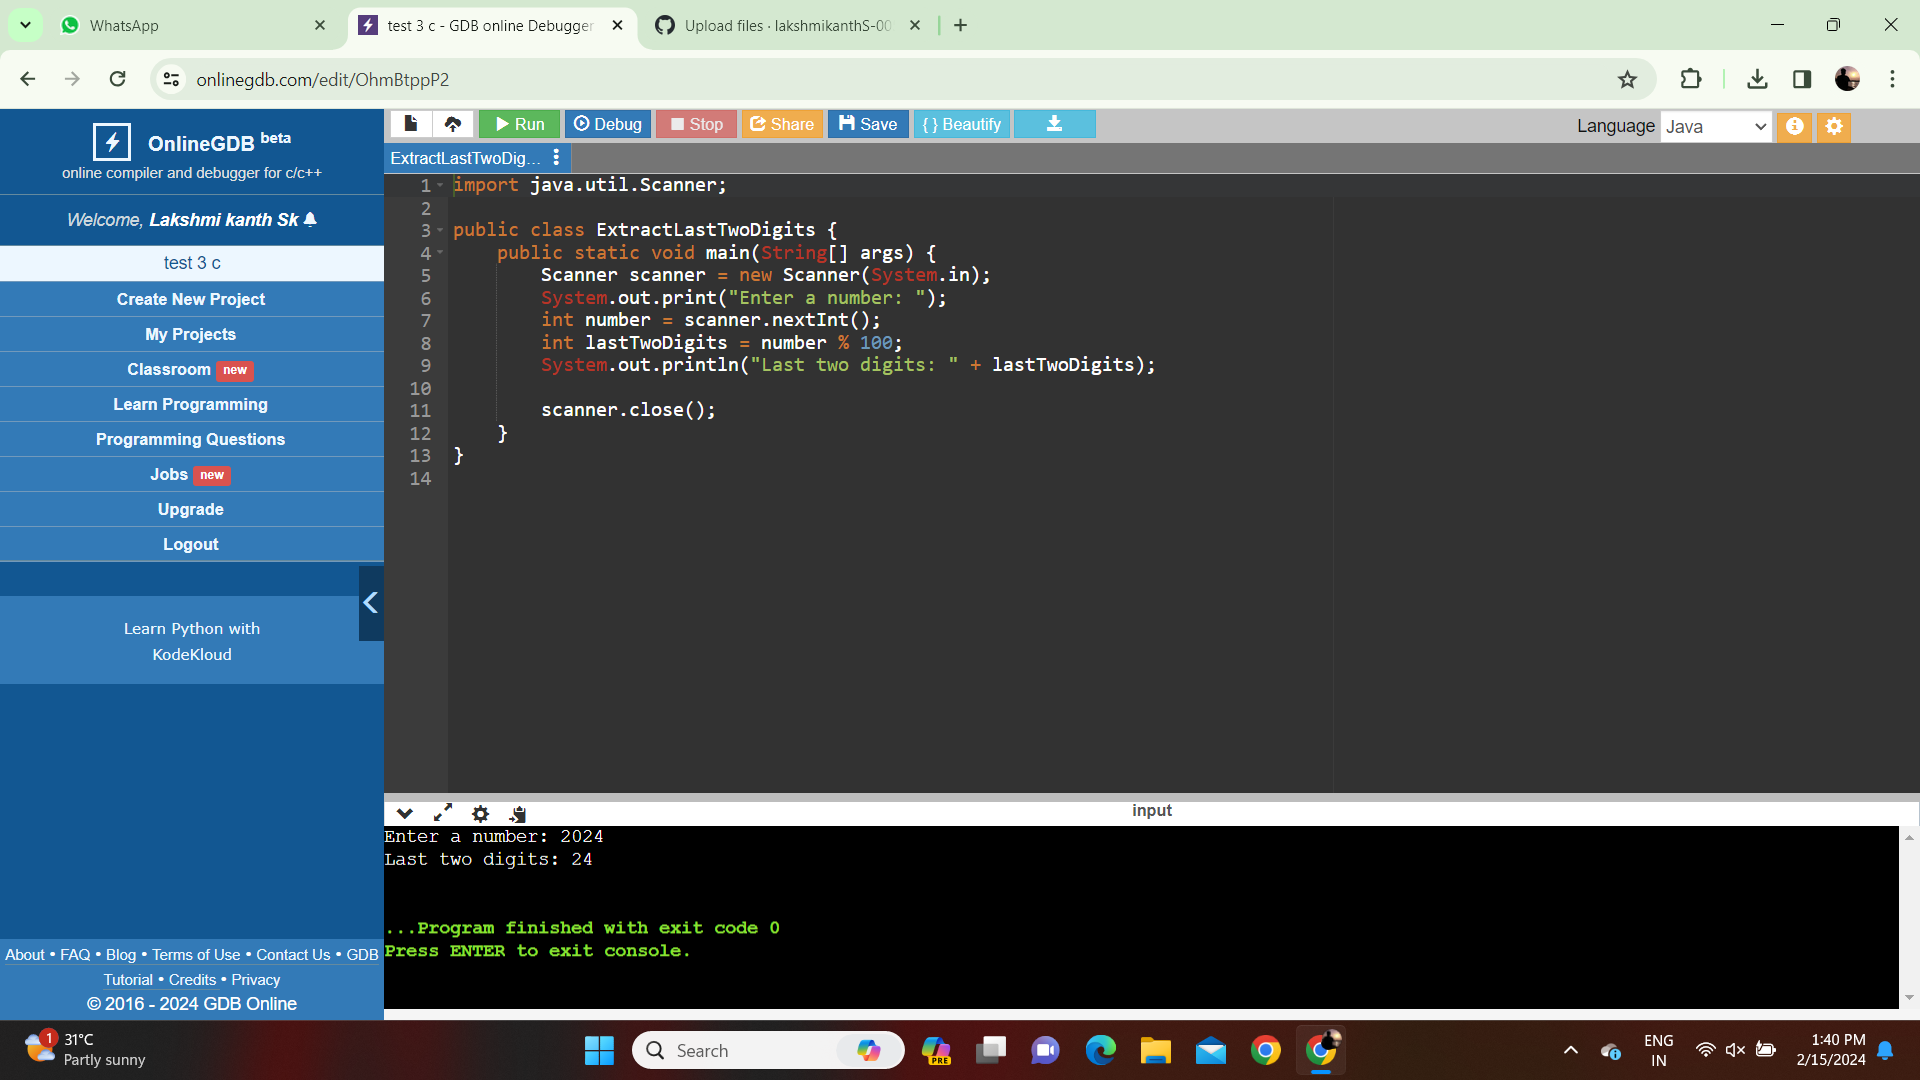 WhatsApp
test 3 c - GDB online Debugger
Upload files · lakshmikanthS-00
onlinegdb.com/edit/OhmBtppP2
OnlineGDB beta
online compiler and debugger for c/c++
Welcome, Lakshmi kanth Sk
test 3 c
Create New Project
My Projects
Classroom new
Learn Programming
Programming Questions
Jobs new
Upgrade
Logout
Learn Python with
KodeKloud
About • FAQ • Blog • Terms of Use • Contact Us • GDB
Tutorial • Credits • Privacy
© 2016 - 2024 GDB Online
Run Debug Stop Share Save { } Beautify
Language Java
ExtractLastTwoDig...
1 import java.util.Scanner;
2
3 public class ExtractLastTwoDigits {
4     public static void main(String[] args) {
5         Scanner scanner = new Scanner(System.in);
6         System.out.print("Enter a number: ");
7         int number = scanner.nextInt();
8         int lastTwoDigits = number % 100;
9         System.out.println("Last two digits: " + lastTwoDigits);
10
11         scanner.close();
12     }
13 }
14
input
Enter a number: 2024
Last two digits: 24
...Program finished with exit code 0
Press ENTER to exit console.
1
31°C
Partly sunny
Search
PRE
ENG
IN
1:40 PM
2/15/2024